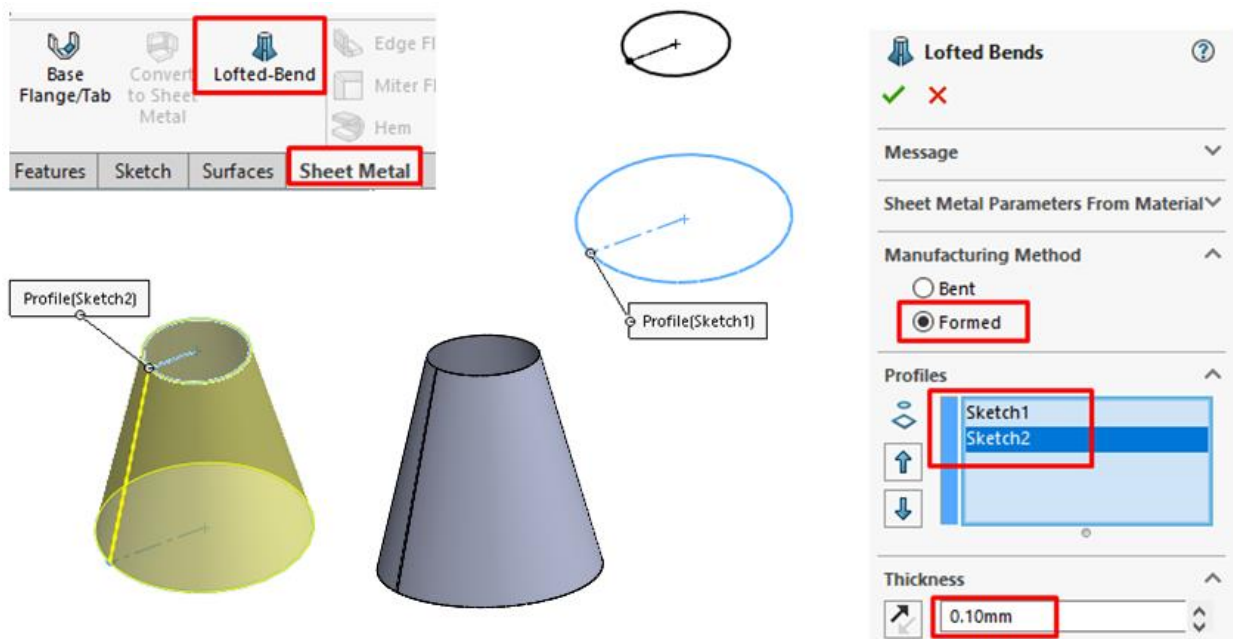 Base
Flange/Tab
Convert
to Sheet
Metal
Lofted-Bend
Edge Fl
Miter F
Hem
Features
Sketch
Surfaces
Sheet Metal
Profile(Sketch1)
Profile(Sketch2)
Lofted Bends
?
Message
Sheet Metal Parameters From Material
Manufacturing Method
Bent
Formed
Profiles
Sketch1
Sketch2
Thickness
0.10mm